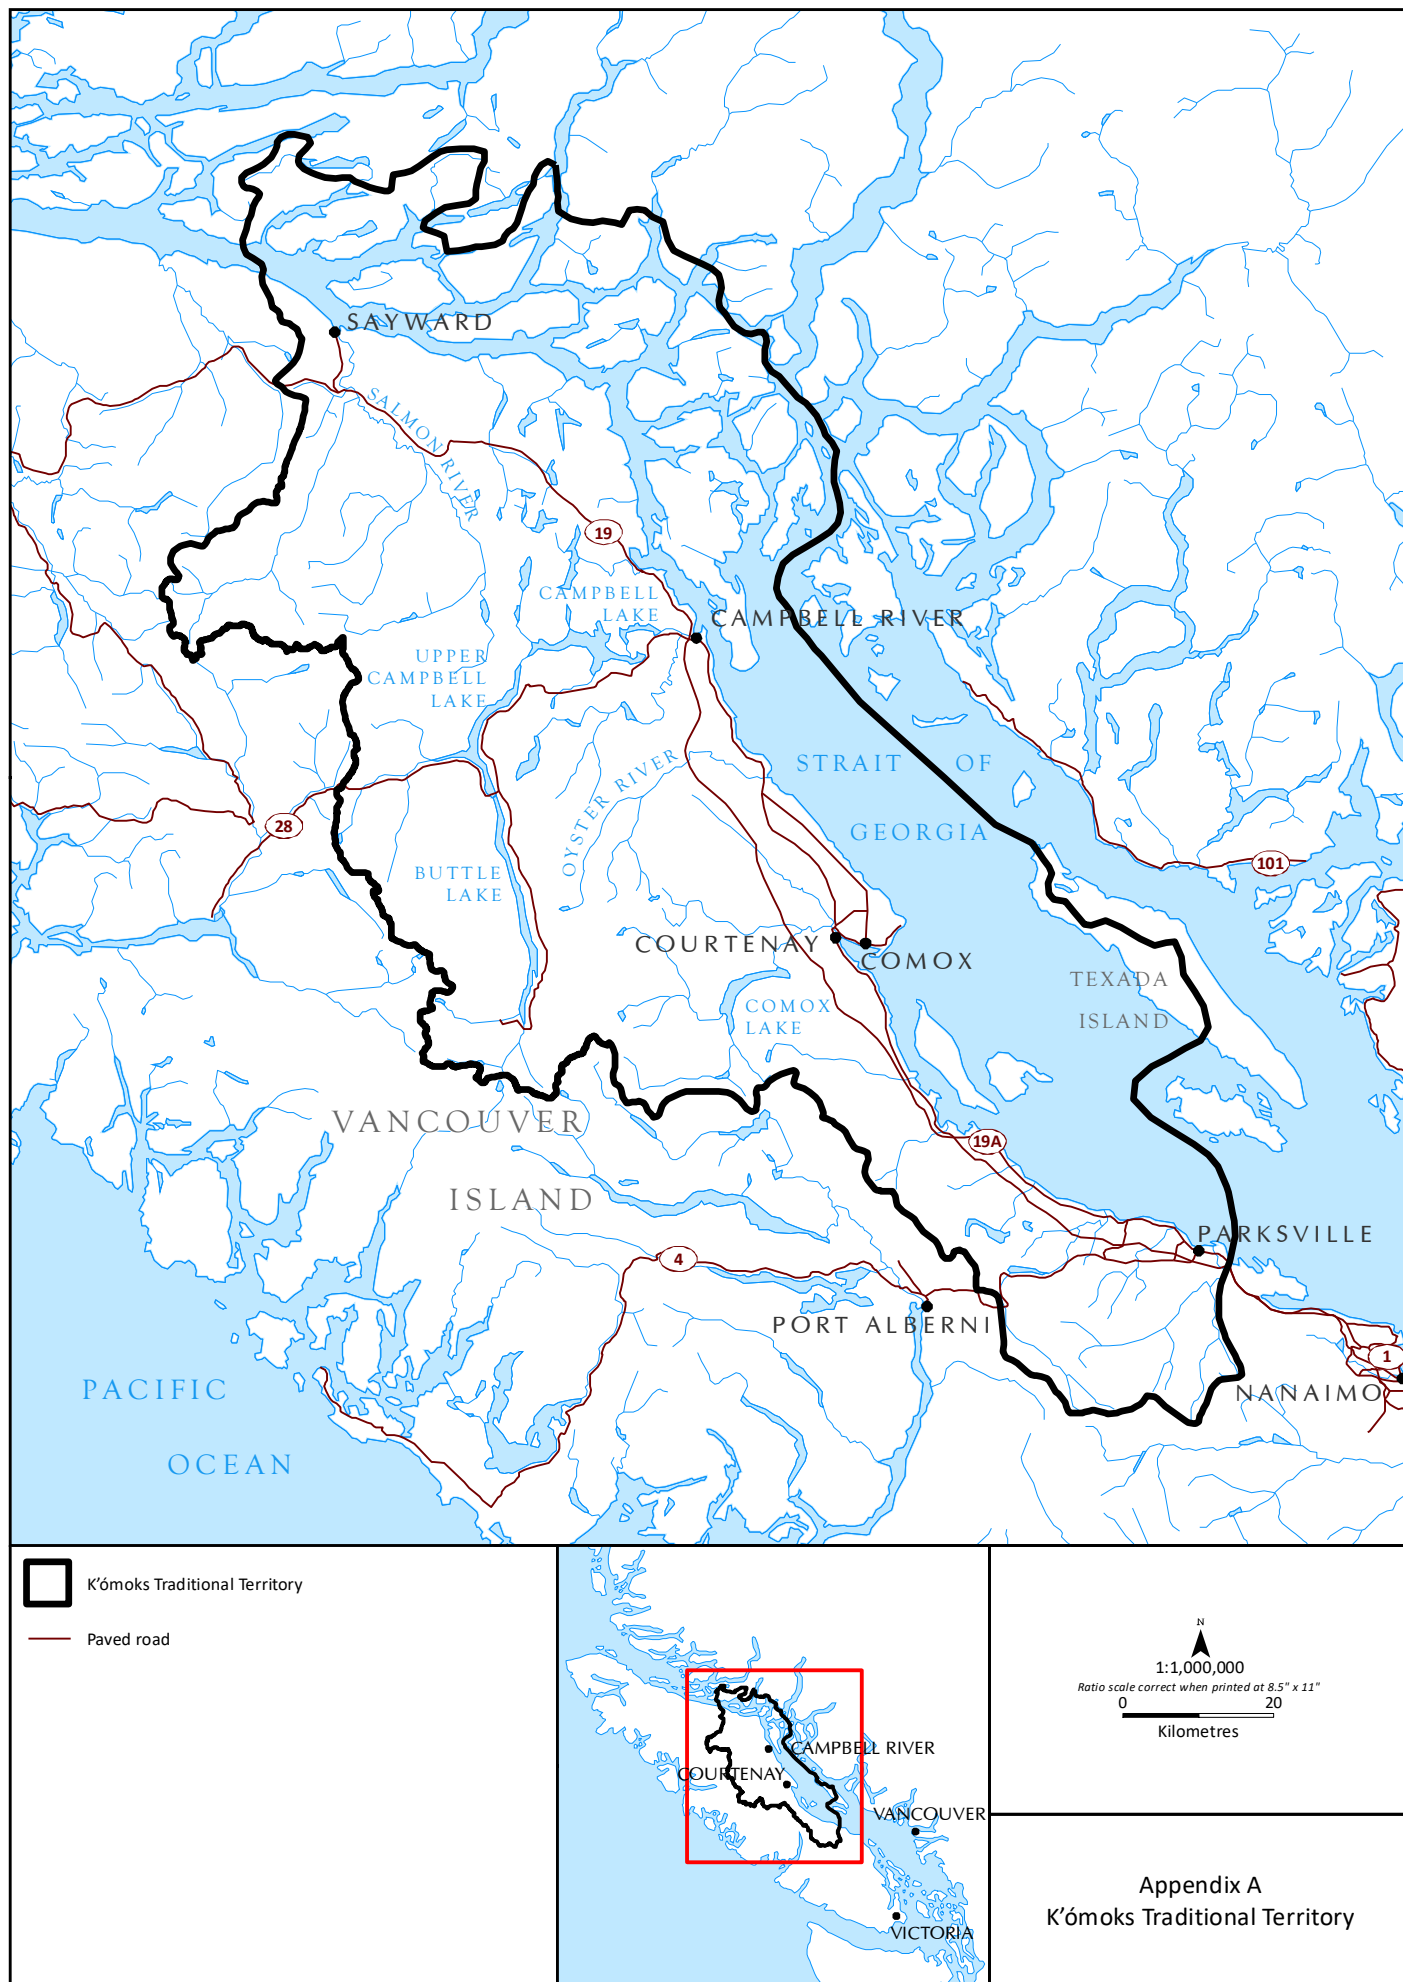 SAYWARD
SALMON RIVER
19
CAMPBELL
LAKE
CAMPBELL RIVER
UPPER
CAMPBELL
LAKE
OYSTER RIVER
STRAIT OF
GEORGIA
28
101
BUTTLE
LAKE
COURTENAY
COMOX
TEXADA
ISLAND
COMOX
LAKE
VANCOUVER
ISLAND
19A
PARKSVILLE
4
PORT ALBERNI
1
NANAIMO
PACIFIC
OCEAN
K'ómoks Traditional Territory
Paved road
CAMPBELL RIVER
COURTENAY
VANCOUVER
VICTORIA
N
1:1,000,000
Ratio scale correct when printed at 8.5" x 11"
0 20
Kilometres
Appendix A
K'ómoks Traditional Territory